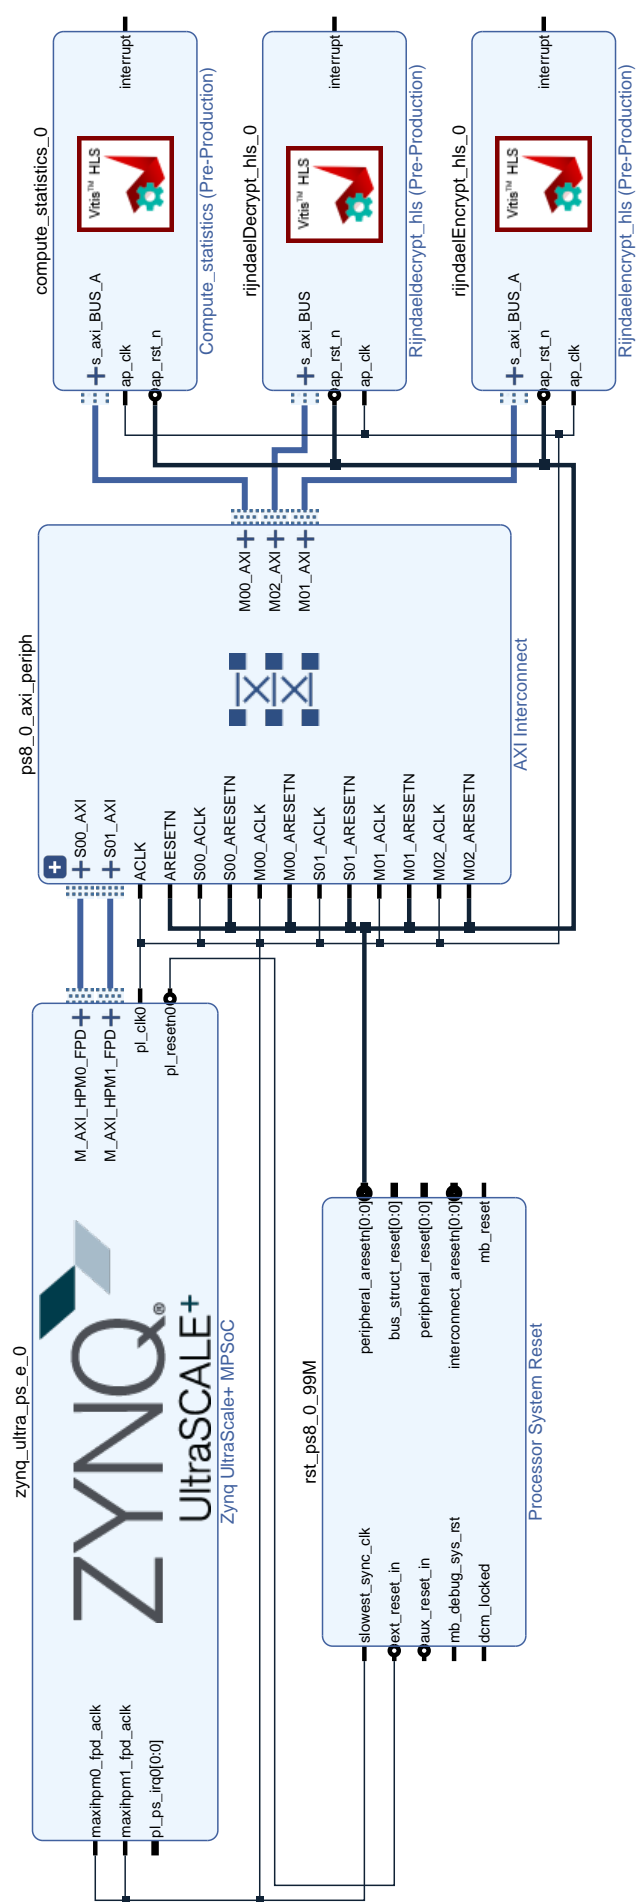 zynq_ultra_ps_e_0
maxihpm0_fpd_aclk
maxihpm1_fpd_aclk
pl_ps_irq0[0:0]
ZYNQ®
UltraSCALE+
M_AXI_HPM0_FPD
M_AXI_HPM1_FPD
pl_clk0
pl_resetn0
Zynq UltraScale+ MPSoC
rst_ps8_0_99M
slowest_sync_clk
ext_reset_in
aux_reset_in
mb_debug_sys_rst
dcm_locked
peripheral_aresetn[0:0]
bus_struct_reset[0:0]
peripheral_reset[0:0]
interconnect_aresetn[0:0]
mb_reset
Processor System Reset
ps8_0_axi_periph
S00_AXI
S01_AXI
ACLK
ARESETN
S00_ACLK
S00_ARESETN
M00_ACLK
M00_ARESETN
S01_ACLK
S01_ARESETN
M01_ACLK
M01_ARESETN
M02_ACLK
M02_ARESETN
M00_AXI
M02_AXI
M01_AXI
AXI Interconnect
compute_statistics_0
s_axi_BUS_A
ap_clk
ap_rst_n
Vitis™ HLS
interrupt
Compute_statistics (Pre-Production)
rijndaelDecrypt_hls_0
s_axi_BUS
ap_rst_n
ap_clk
Vitis™ HLS
interrupt
Rijndaeldecrypt_hls (Pre-Production)
rijndaelEncrypt_hls_0
s_axi_BUS_A
ap_rst_n
ap_clk
Vitis™ HLS
interrupt
Rijndaelencrypt_hls (Pre-Production)